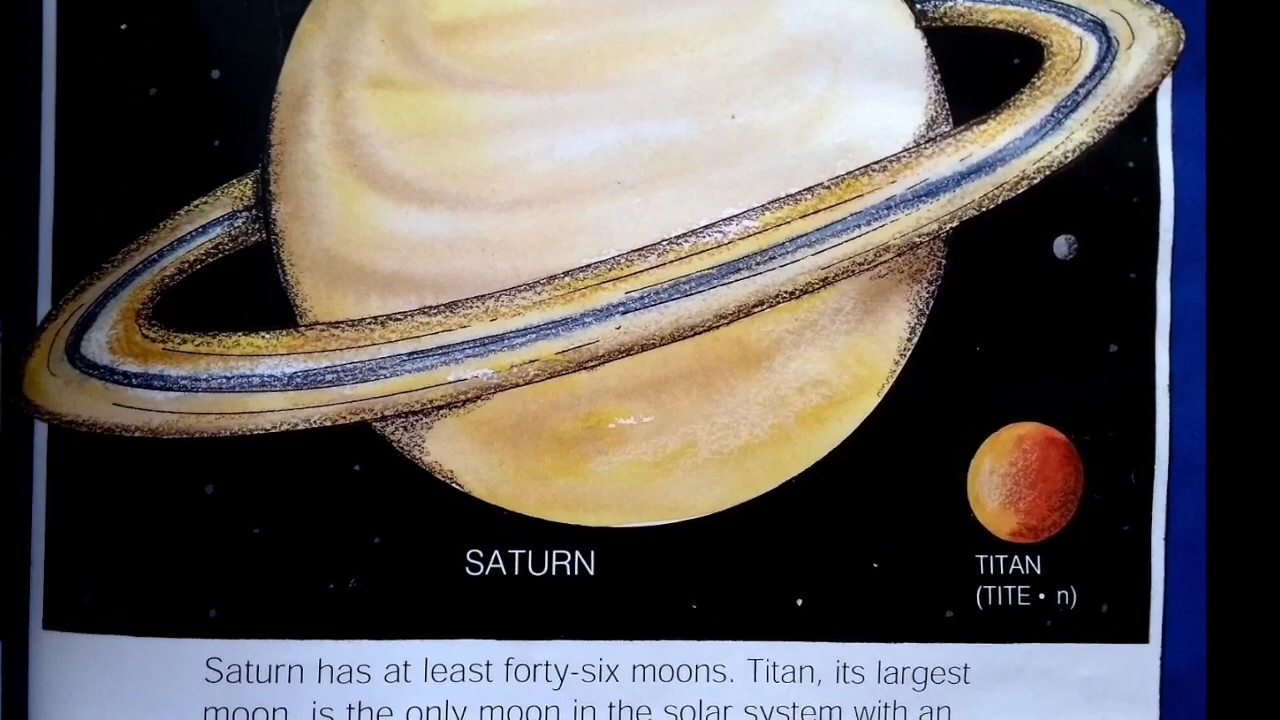 SATURN
TITAN
(TITE • n)
Saturn has at least forty-six moons. Titan, its largest
moon, is the only moon in the solar system with an